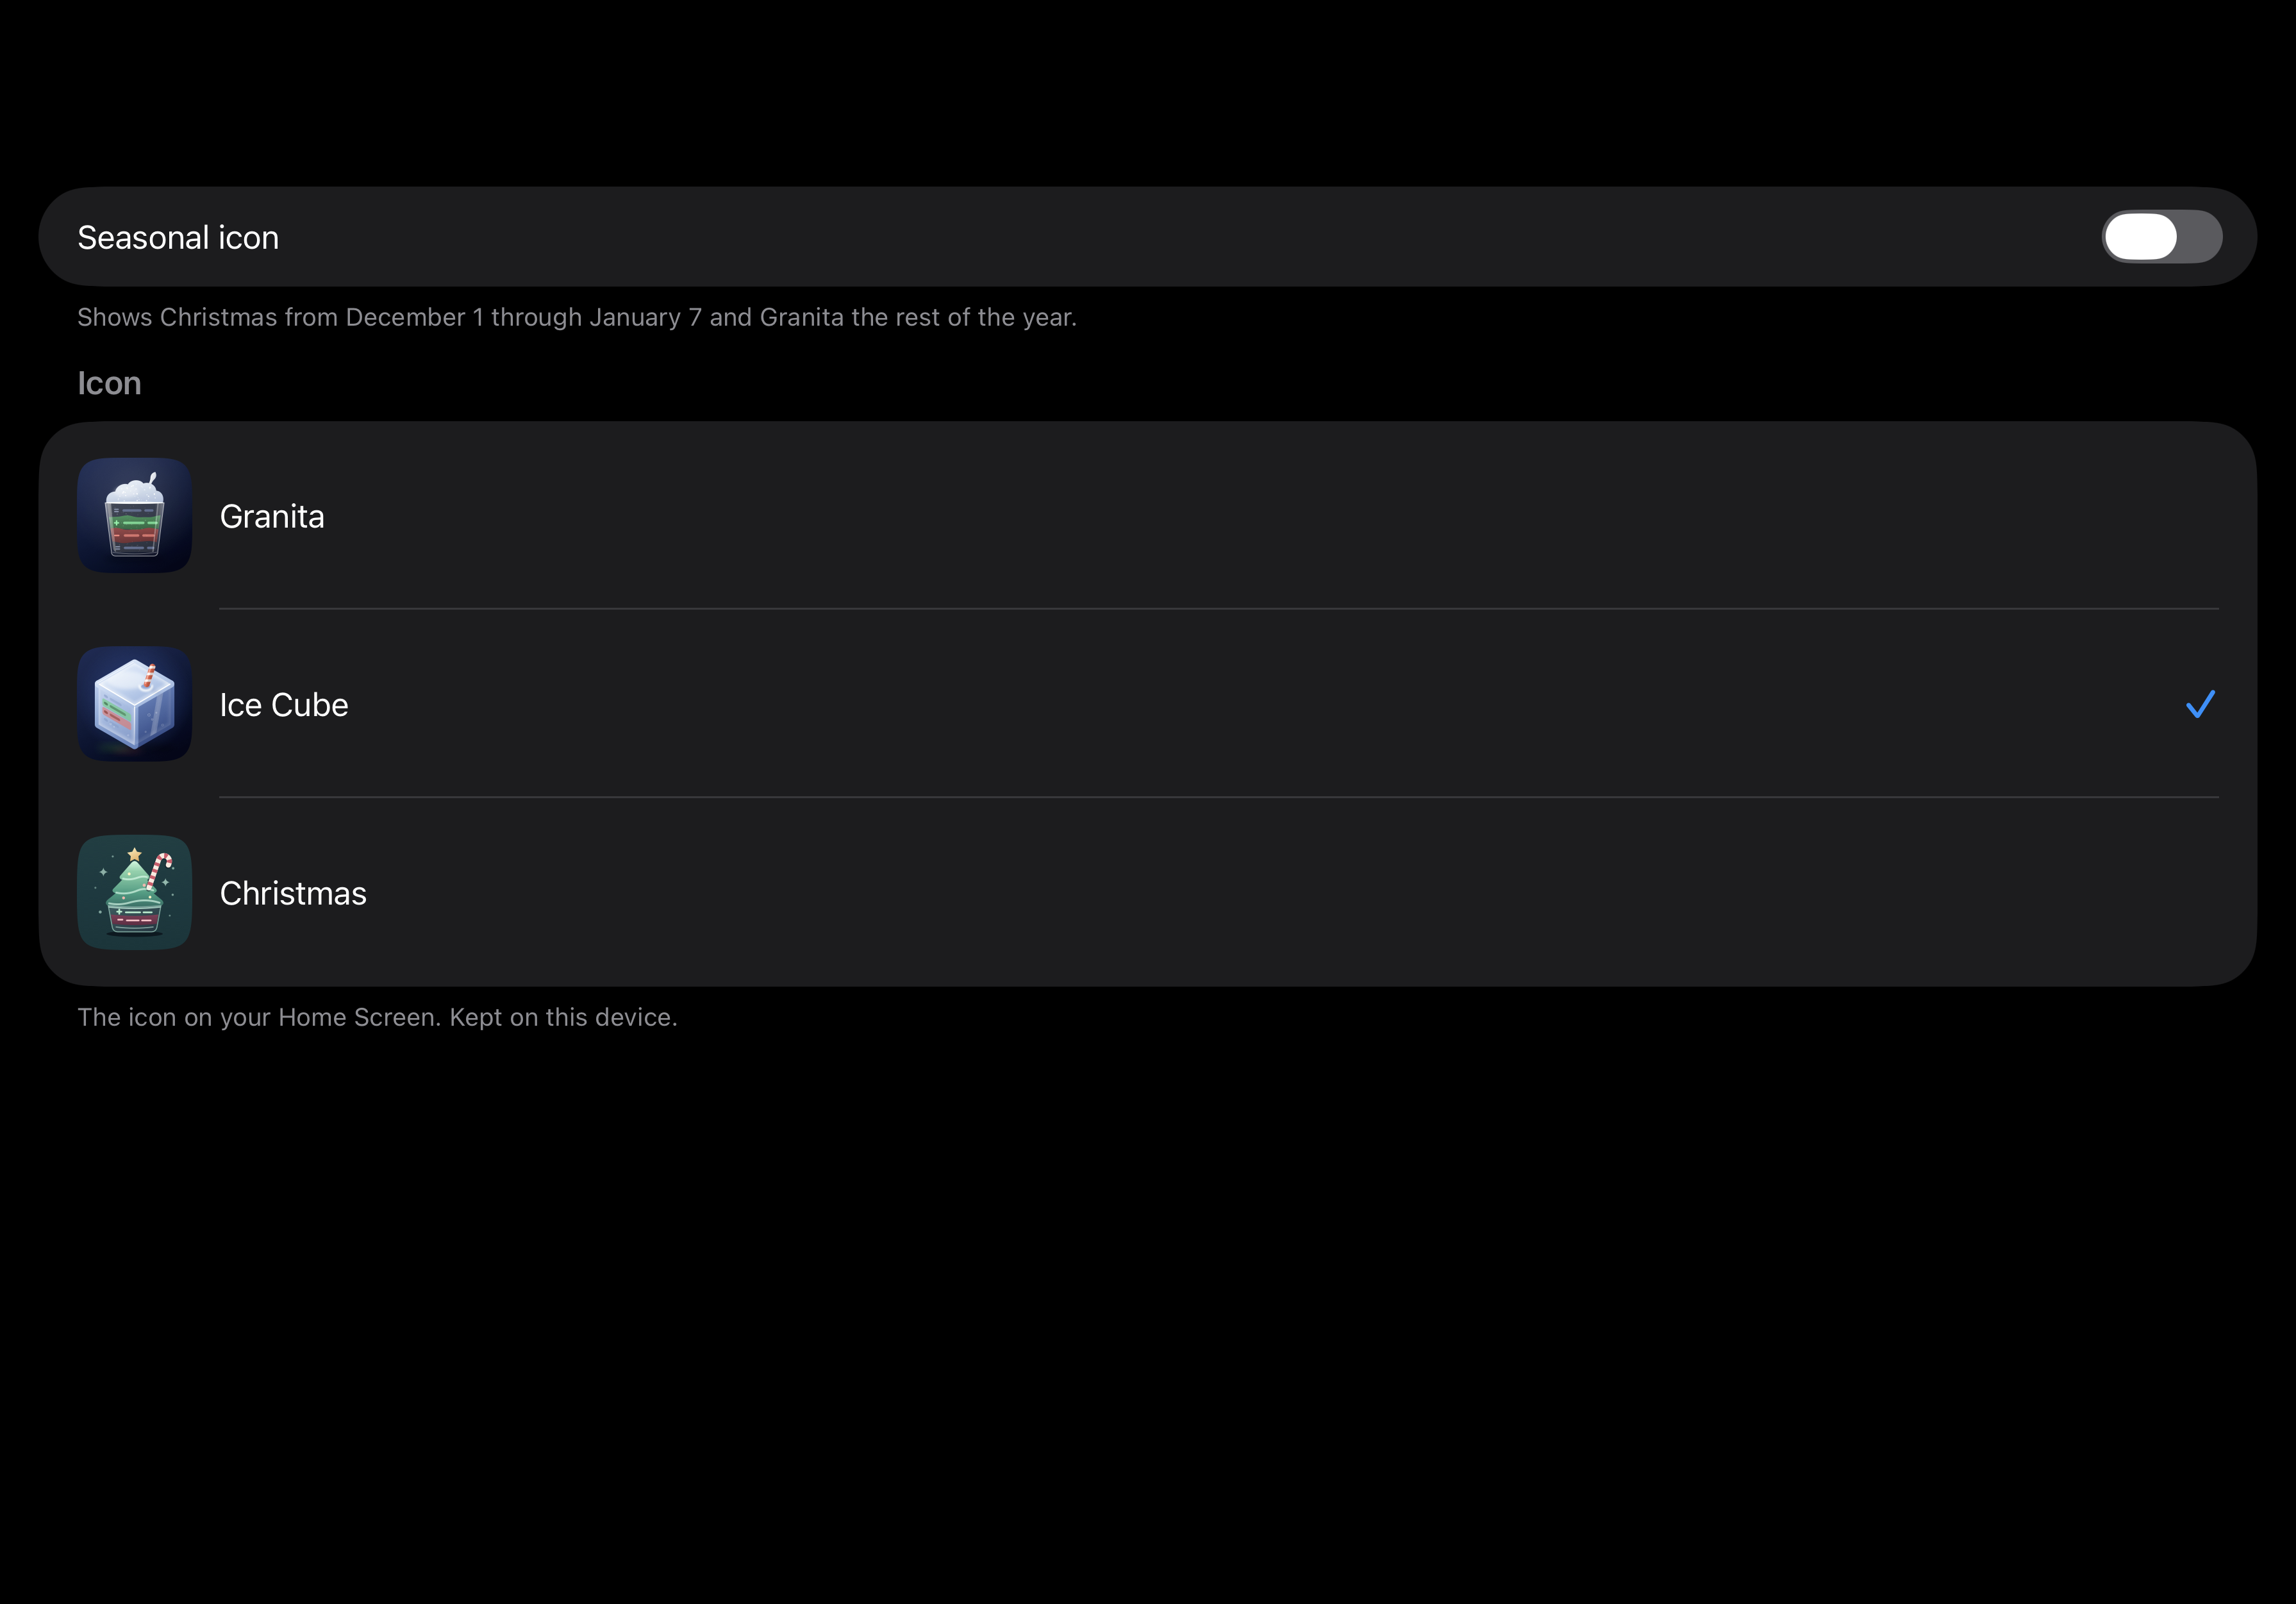 Seasonal icon
Shows Christmas from December 1 through January 7 and Granita the rest of the year.
Icon
Granita
Ice Cube
Christmas
The icon on your Home Screen. Kept on this device.